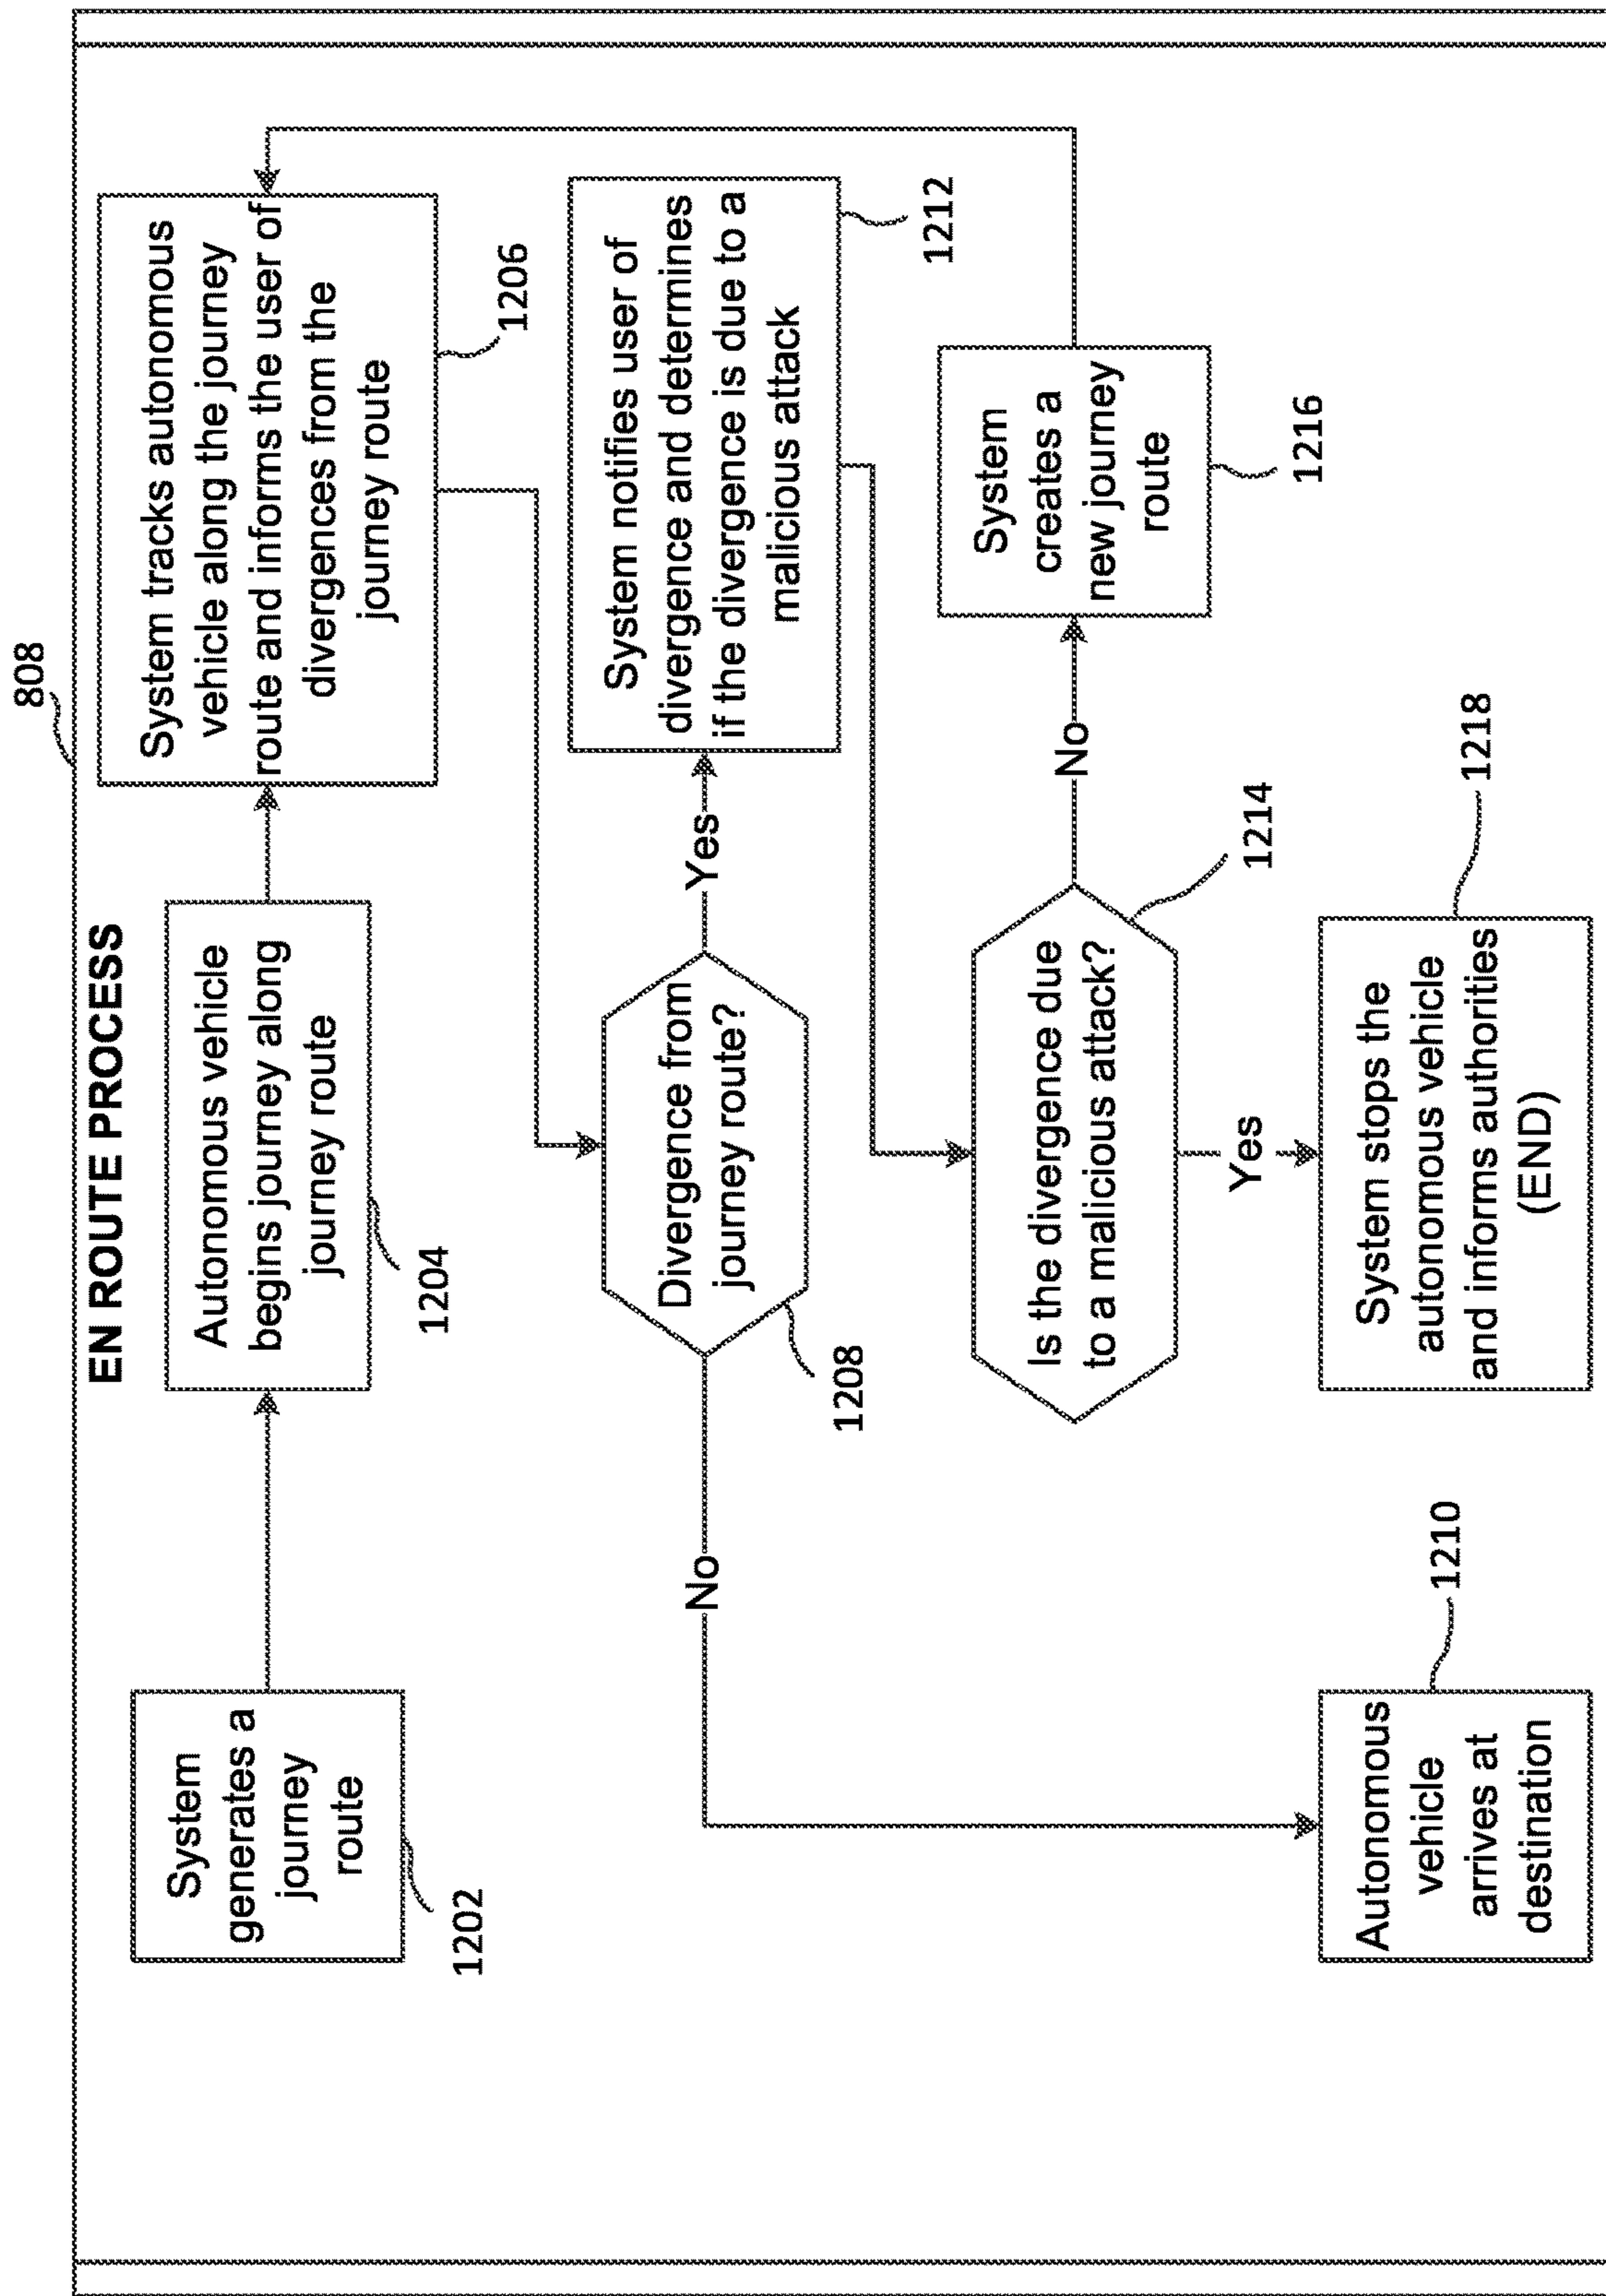 808
EN ROUTE PROCESS
System
generates a
journey
route
1202
Autonomous vehicle
begins journey along
journey route
1204
System tracks autonomous
vehicle along the journey
route and informs the user of
divergences from the
journey route
1206
Divergence from
journey route?
1208
No
Yes
System notifies user of
divergence and determines
if the divergence is due to a
malicious attack
1212
Is the divergence due
to a malicious attack?
1214
No
System
creates a
new journey
route
1216
Yes
Autonomous
vehicle
arrives at
destination
1210
System stops the
autonomous vehicle
and informs authorities
(END)
1218